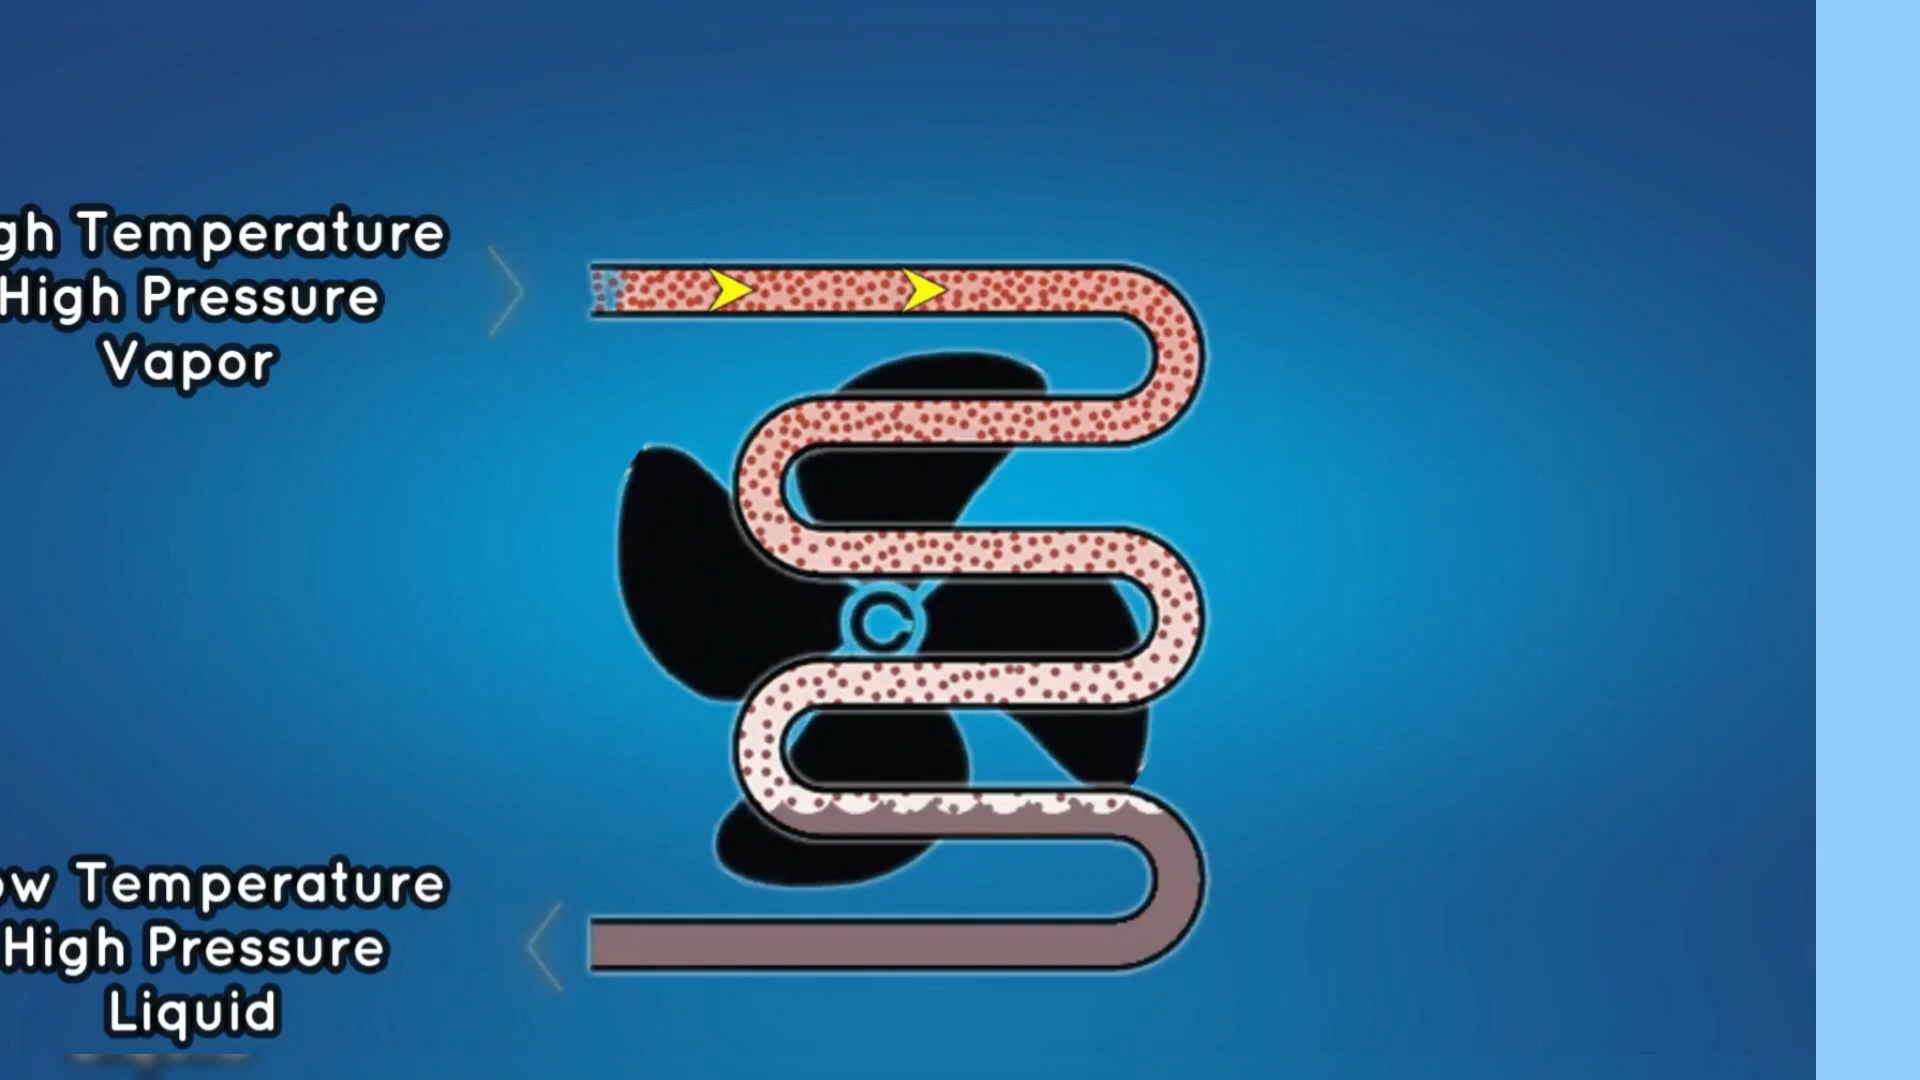 gh Temperature
High Pressure
Vapor
ow Temperature
High Pressure
Liquid